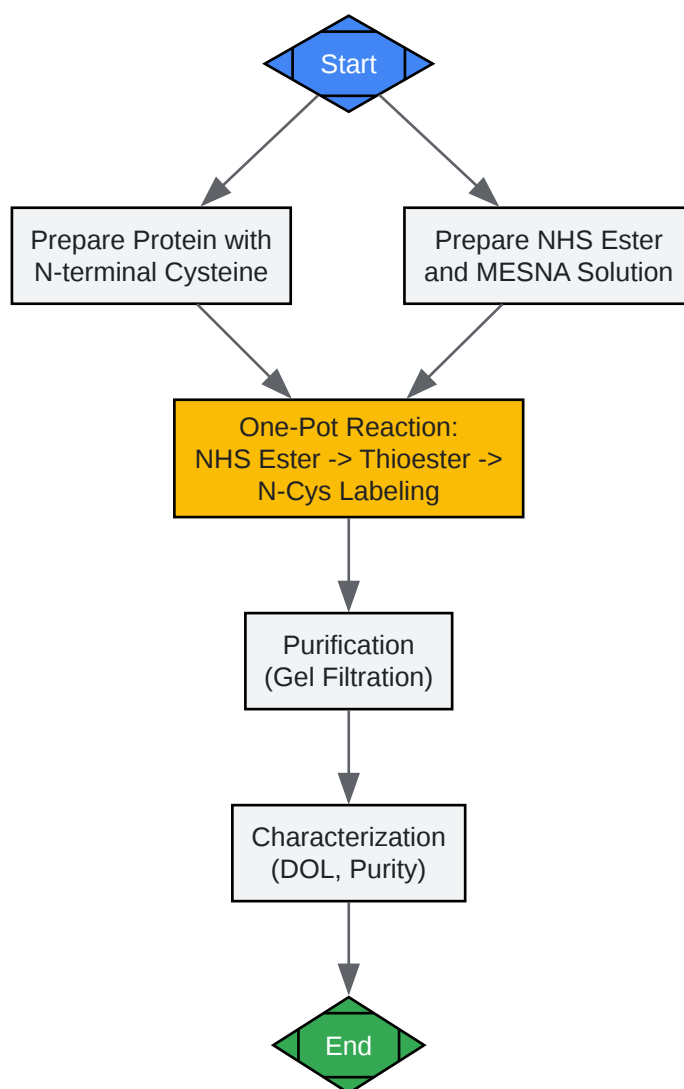 Start
Prepare Protein with
N-terminal Cysteine
Prepare NHS Ester
and MESNA Solution
One-Pot Reaction:
NHS Ester -> Thioester ->
N-Cys Labeling
Purification
(Gel Filtration)
Characterization
(DOL, Purity)
End